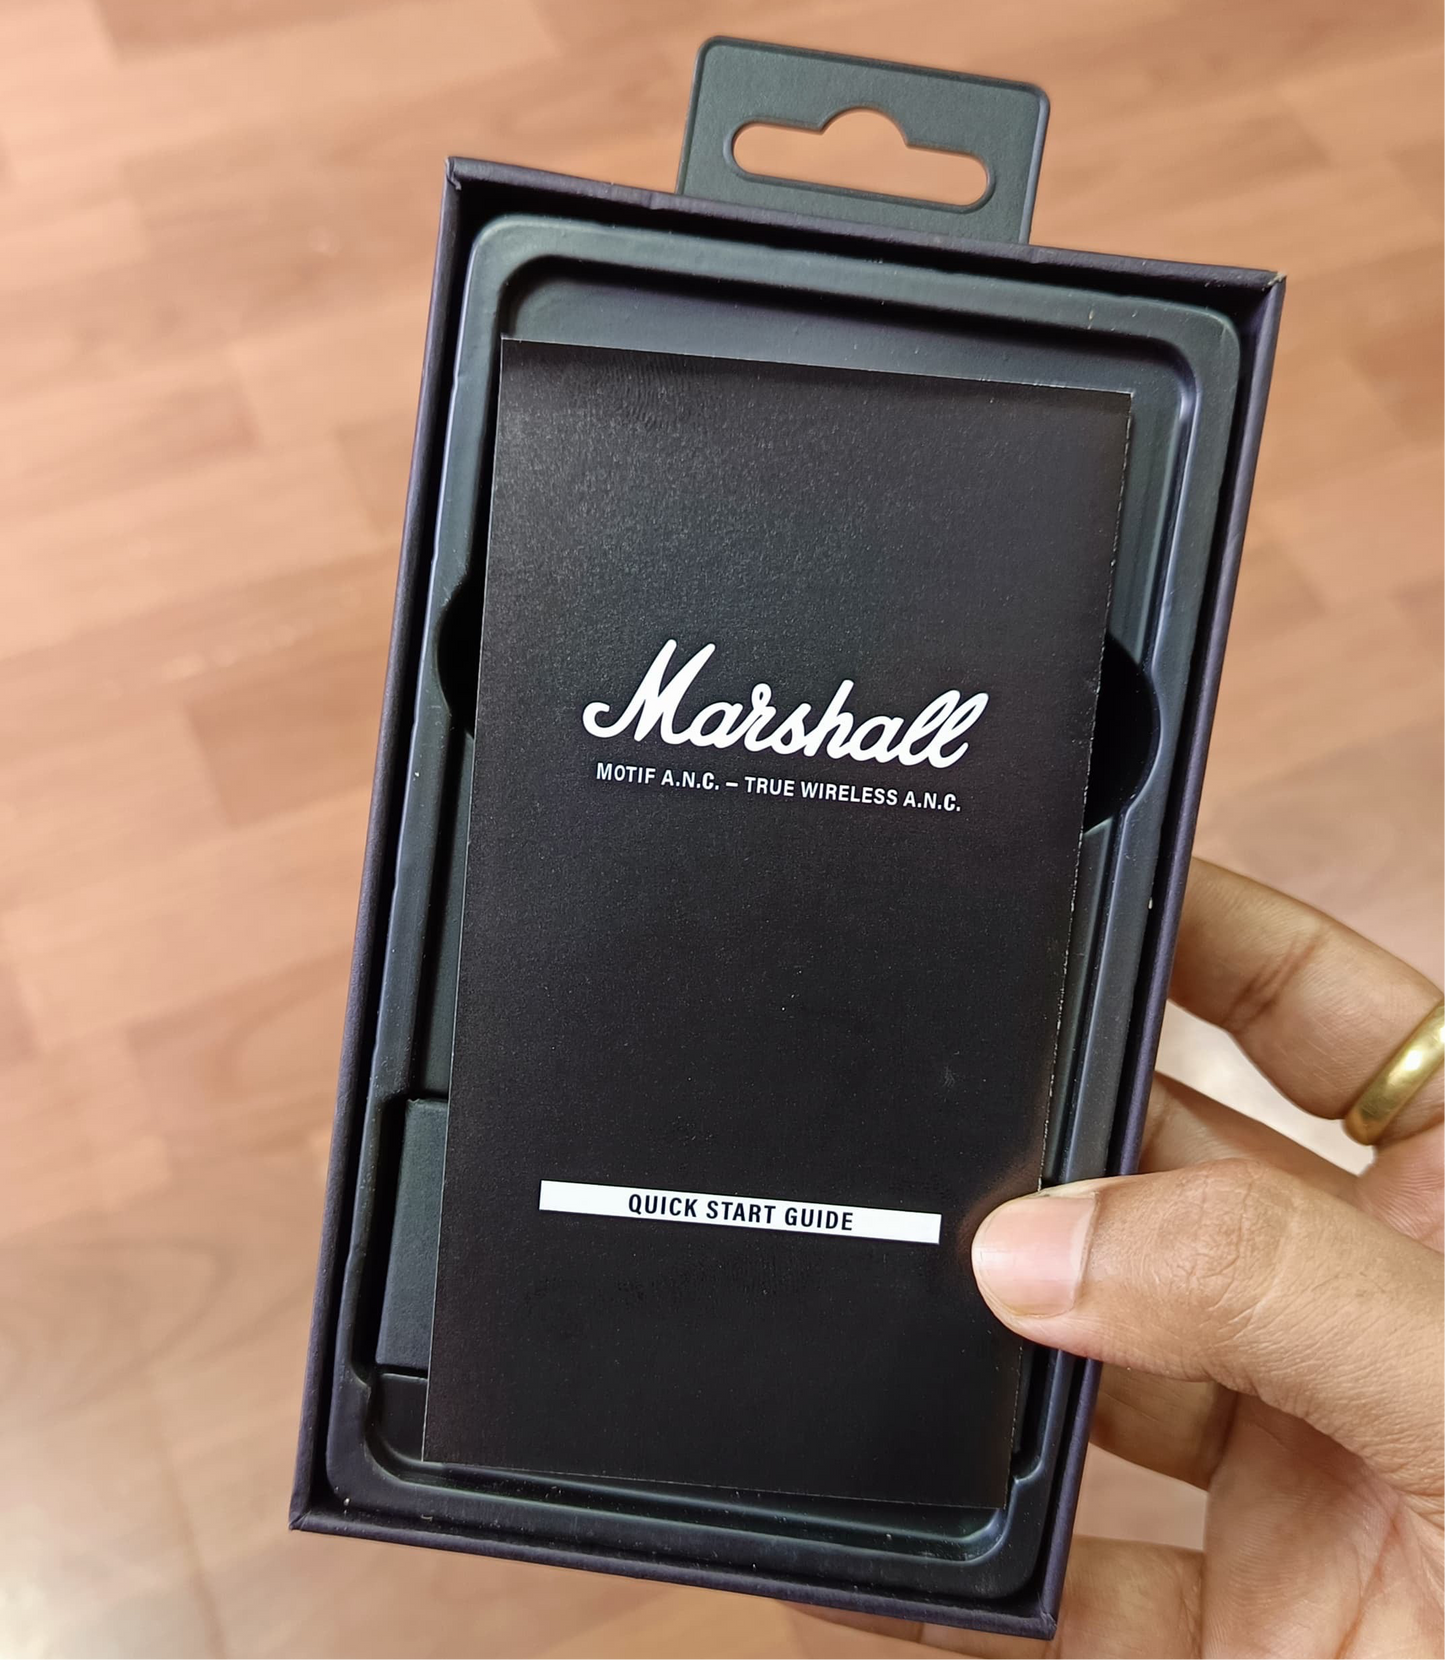 Marshall
MOTIF A.N.C. – TRUE WIRELESS A.N.C.
QUICK START GUIDE